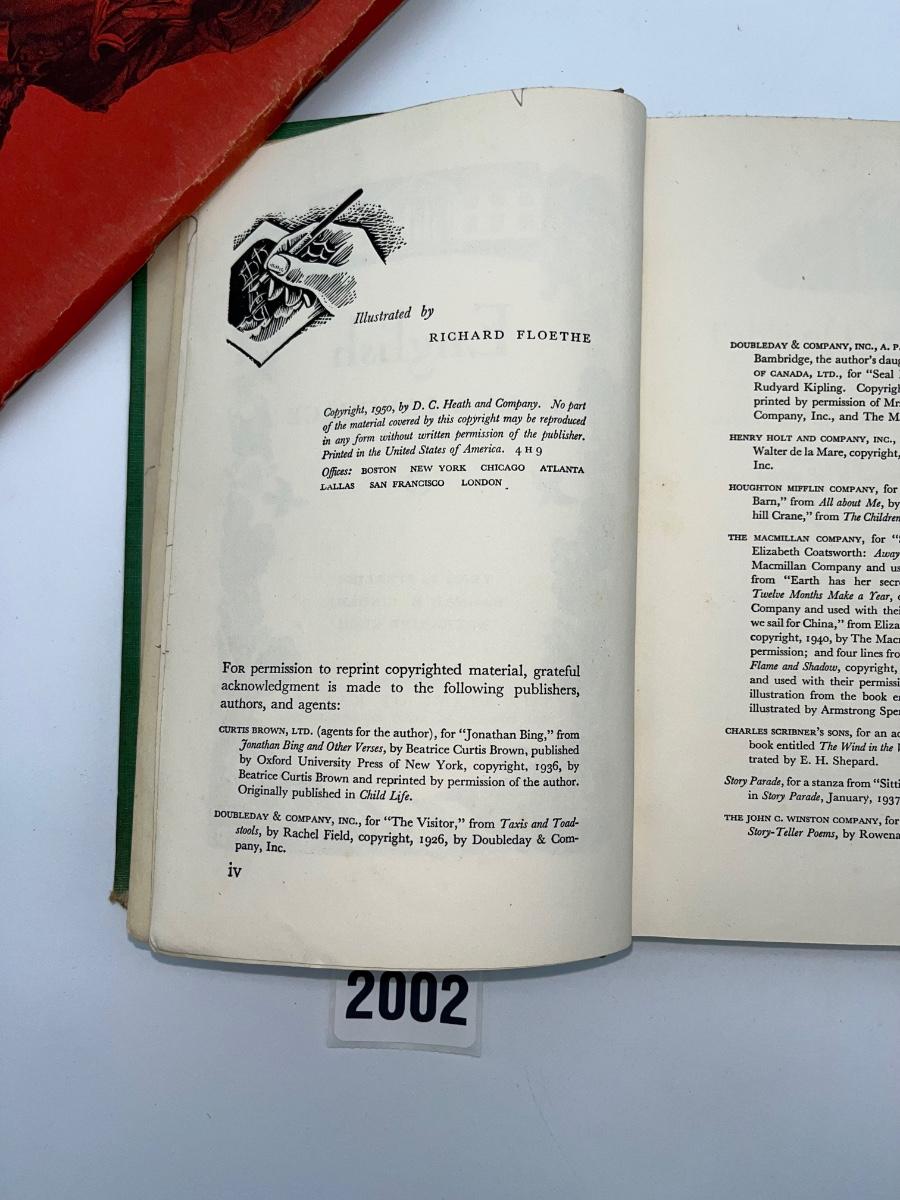 Illustrated by
RICHARD FLOETHE
Copyright, 1950, by D. C. Heath and Company. No part
of the material covered by this copyright may be reproduced
in any form without written permission of the publisher.
Printed in the United States of America. 4 H 9
Offices: BOSTON NEW YORK CHICAGO ATLANTA
DALLAS SAN FRANCISCO LONDON
FOR permission to reprint copyrighted material, grateful
acknowledgment is made to the following publishers,
authors, and agents:
CURTIS BROWN, LTD. (agents for the author), for "Jonathan Bing," from
Jonathan Bing and Other Verses, by Beatrice Curtis Brown, published
by Oxford University Press of New York, copyright, 1936, by
Beatrice Curtis Brown and reprinted by permission of the author.
Originally published in Child Life.
DOUBLEDAY & COMPANY, INC., for "The Visitor," from Taxis and Toad-
stools, by Rachel Field, copyright, 1926, by Doubleday & Com-
pany, Inc.
iv
DOUBLEDAY & COMPANY, INC., A. P.
Bambridge, the author's
OF CANADA, LTD., for "Seal
Rudyard Kipling.
printed by permission of
Company, Inc., and The
HENRY HOLT AND COMPANY, INC.,
Walter de la Mare, copyright,
Inc.
HOUGHTON MIFFLIN COMPANY, for
Barn," from All about Me, by
hill Crane," from The
THE MACMILLAN COMPANY, for
Elizabeth Coatsworth: Away
Macmillan Company and
from "Earth has her
Twelve Months Make a Year,
Company and used with
we sail for China," from
copyright, 1940, by The
permission; and four lines
Flame and Shadow, copyright,
and used with their
illustration from the book
illustrated by Armstrong
CHARLES SCRIBNER'S SONS, for an
book entitled The Wind in the
trated by E. H. Shepard.
Story Parade, for a stanza from
in Story Parade, January, 1937
THE JOHN C. WINSTON COMPANY, for
Story-Teller Poems, by Rowena
2002